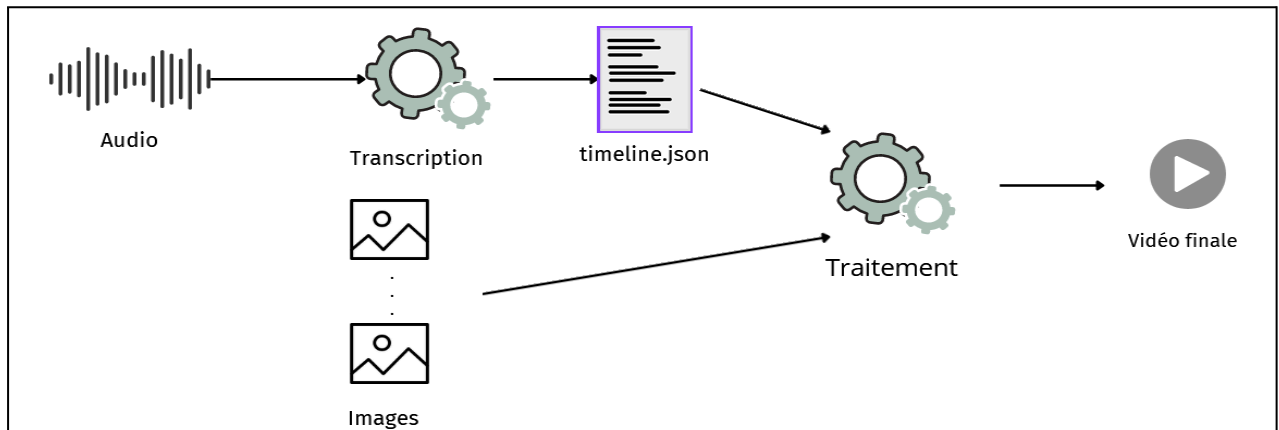 Audio
Transcription
timeline.json
Traitement
Vidéo finale
Images